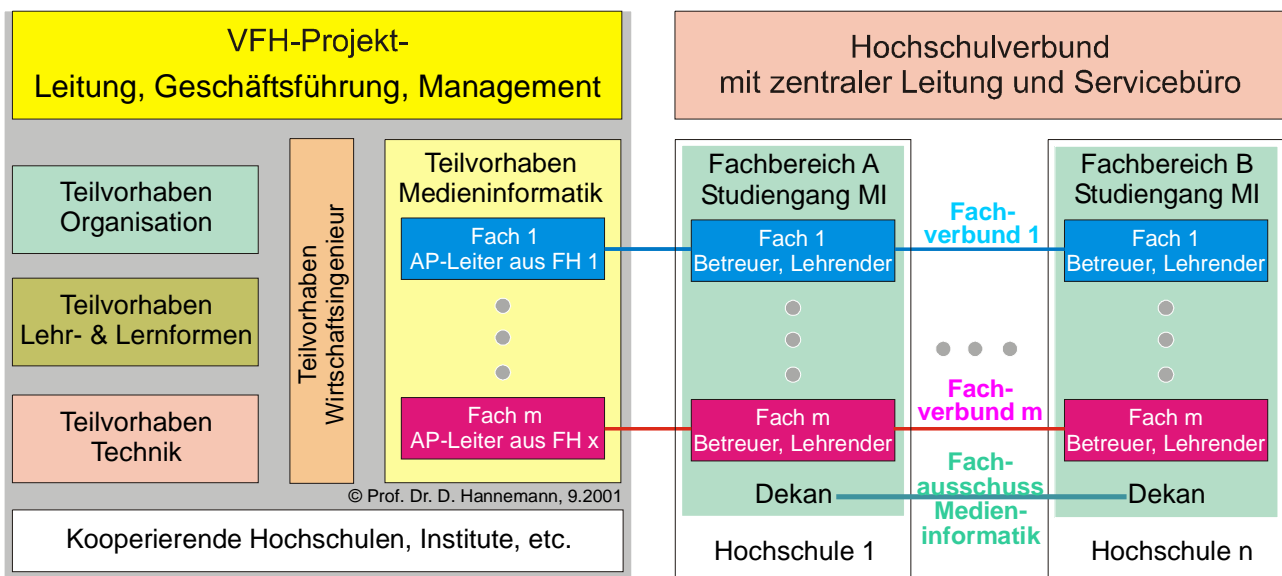 VFH-Projekt-
Leitung, Geschäftsführung, Management
Teilvorhaben
Organisation
Teilvorhaben
Lehr- & Lernformen
Teilvorhaben
Technik
Teilvorhaben
Wirtschaftsingenieur
Teilvorhaben
Medieninformatik
Fach 1
AP-Leiter aus FH 1
Fach m
AP-Leiter aus FH x
© Prof. Dr. D. Hannemann, 9.2001
Kooperierende Hochschulen, Institute, etc.
Hochschulverbund
mit zentraler Leitung und Servicebüro
Fachbereich A
Studiengang MI
Fach 1
Betreuer, Lehrender
Fach m
Betreuer, Lehrender
Dekan
Hochschule 1
Fach-
verbund 1
Fach-
verbund m
Fach-
ausschuss
Medien-
informatik
Fachbereich B
Studiengang MI
Fach 1
Betreuer, Lehrender
Fach m
Betreuer, Lehrender
Dekan
Hochschule n